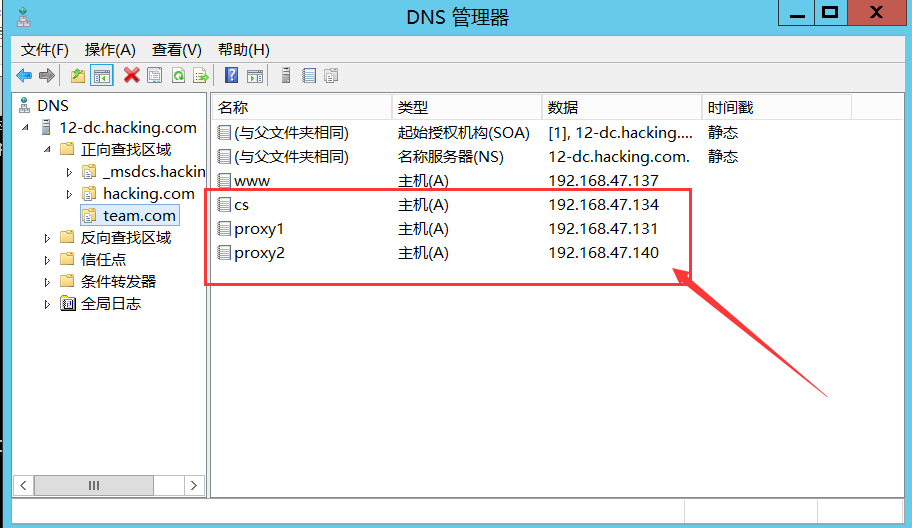 DNS 管理器
文件(F) 操作(A) 查看(V) 帮助(H)
DNS
12-dc.hacking.com
正向查找区域
_msdcs.hackin
hacking.com
team.com
反向查找区域
信任点
条件转发器
全局日志
名称 类型 数据 时间戳
(与父文件夹相同) 起始授权机构(SOA) [1], 12-dc.hacking.... 静态
(与父文件夹相同) 名称服务器(NS) 12-dc.hacking.com. 静态
www 主机(A) 192.168.47.137
cs 主机(A) 192.168.47.134
proxy1 主机(A) 192.168.47.131
proxy2 主机(A) 192.168.47.140